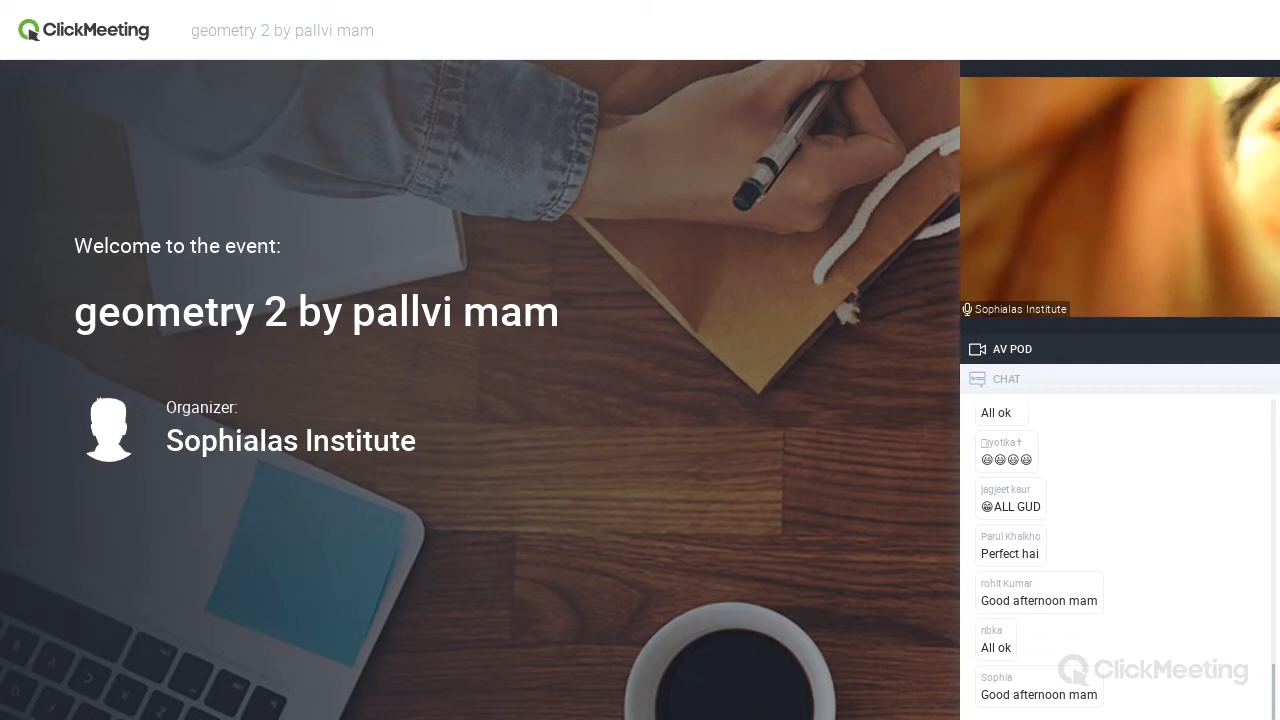 ClickMeeting
geometry 2 by pallvi mam
Welcome to the event:
geometry 2 by pallvi mam
Organizer:
Sophialas Institute
Sophialas Institute
AV POD
CHAT
All ok
jyotika✝
😃😃😃😃
jagjeet kaur
😁ALL GUD
Parul Khalkho
Perfect hai
rohit Kumar
Good afternoon mam
ribka
All ok
Sophia
Good afternoon mam
ClickMeeting